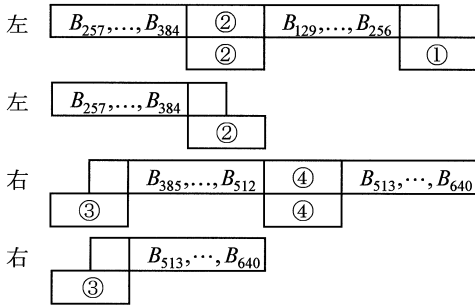 左 B₂₅₇,…,B₃₈₄ ② B₁₂₉,…,B₂₅₆
② ①
左 B₂₅₇,…,B₃₈₄
②
右 B₃₈₅,…,B₅₁₂ ④ B₅₁₃,…,B₆₄₀
③ ④
右 B₅₁₃,…,B₆₄₀
③